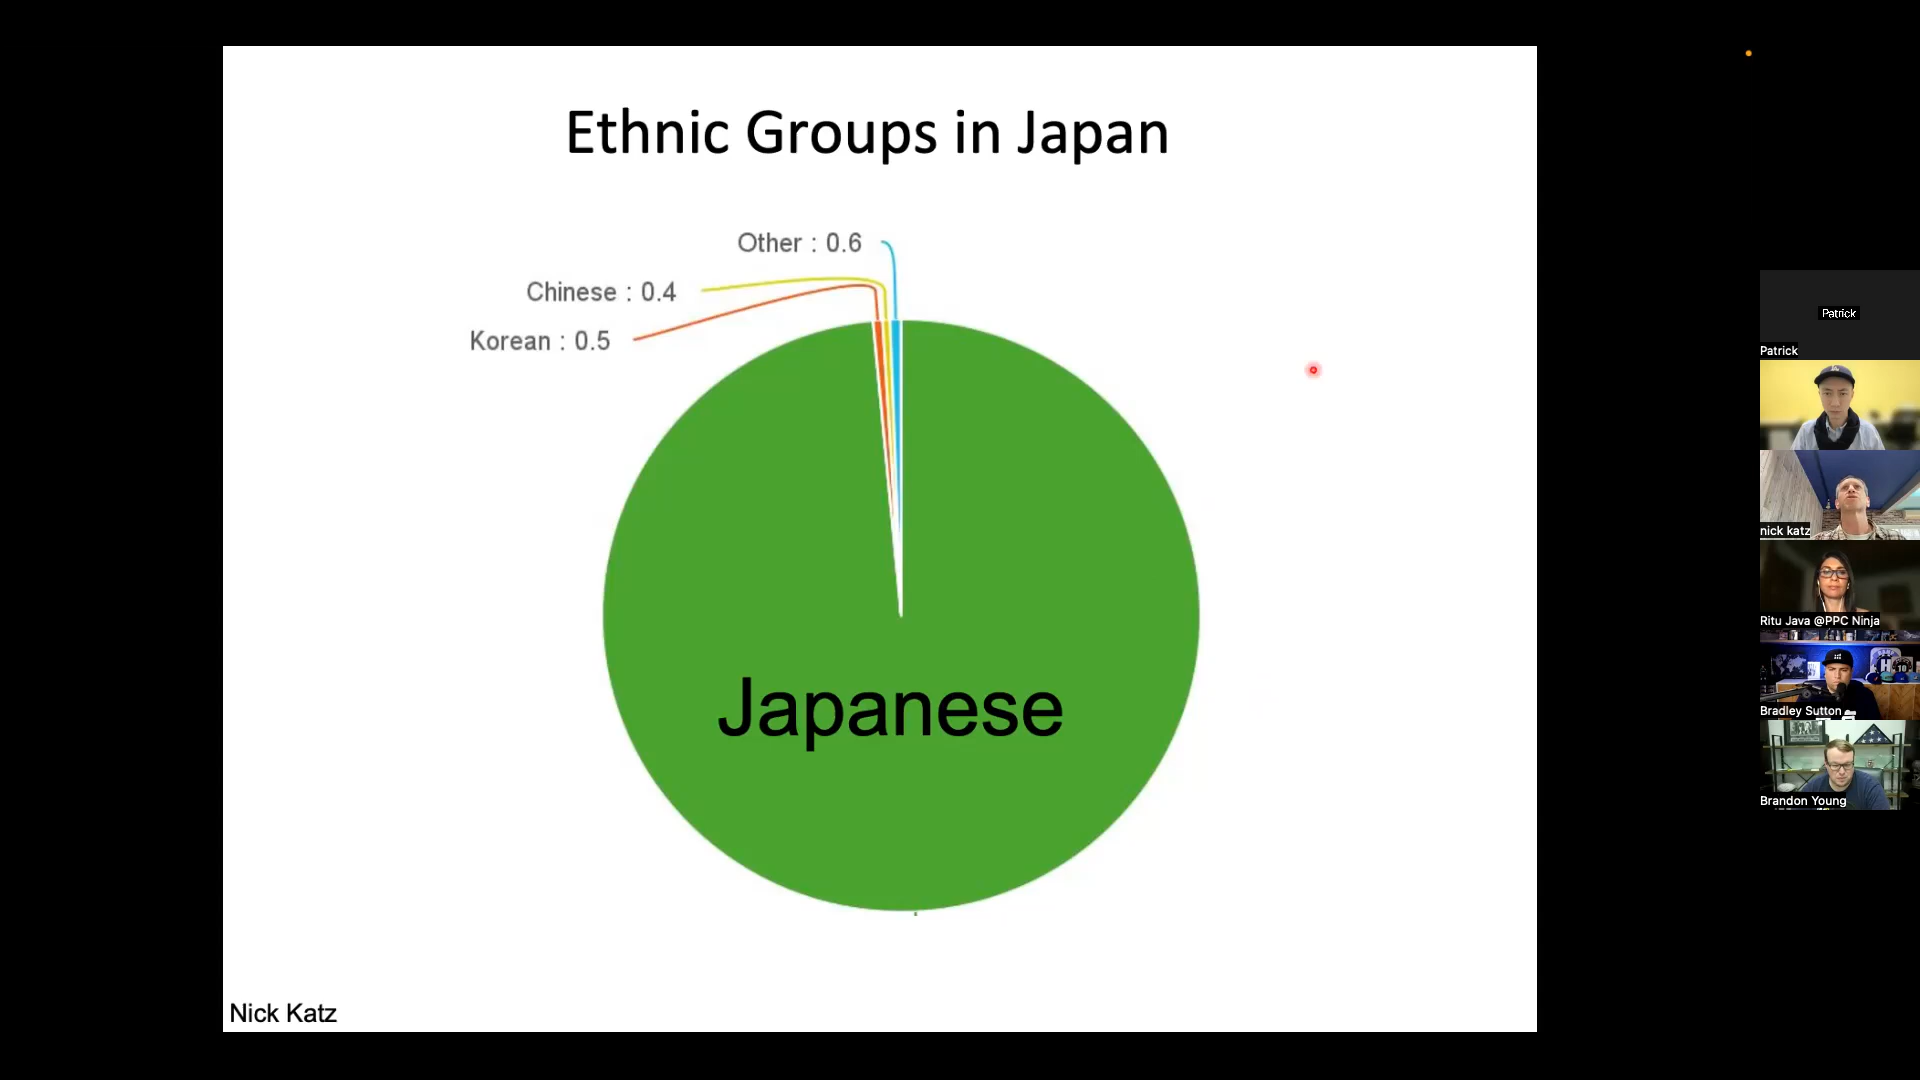 Ethnic Groups in Japan
Other : 0.6
Chinese : 0.4
Korean : 0.5
Japanese
Nick Katz
Patrick
Patrick
nick katz
Ritu Java @PPC Ninja
Bradley Sutton
Brandon Young